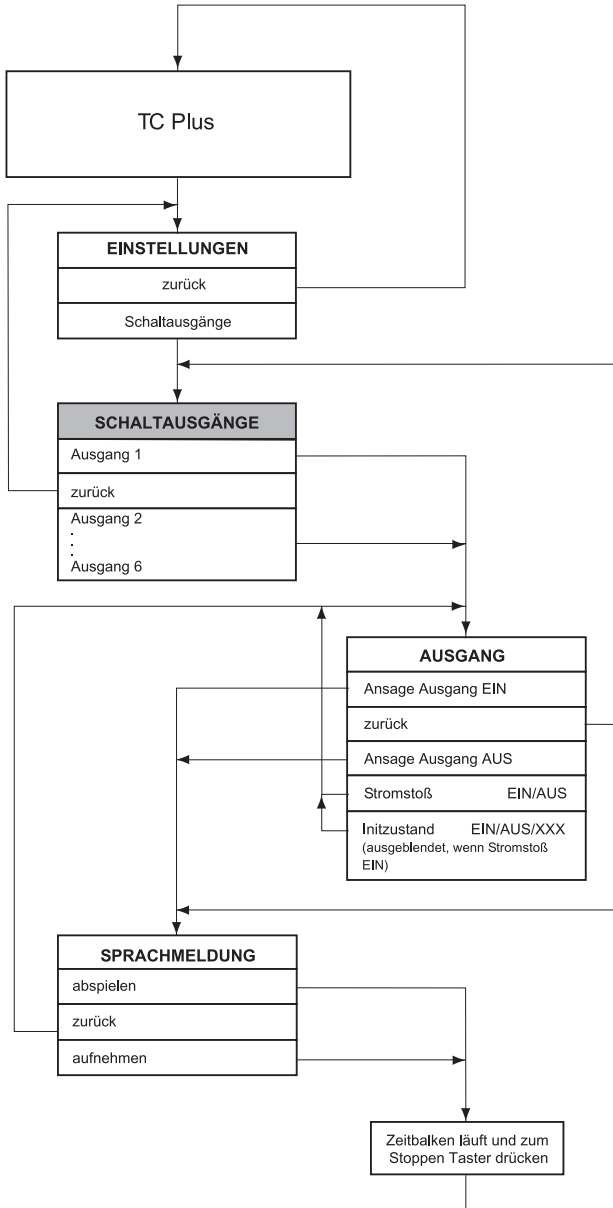 TC Plus
EINSTELLUNGEN
zurück
Schaltausgänge
SCHALTAUSGÄNGE
Ausgang 1
zurück
Ausgang 2
.
.
.
Ausgang 6
AUSGANG
Ansage Ausgang EIN
zurück
Ansage Ausgang AUS
Stromstoß EIN/AUS
Initzustand EIN/AUS/XXX
(ausgeblendet, wenn Stromstoß
EIN)
SPRACHMELDUNG
abspielen
zurück
aufnehmen
Zeitbalken läuft und zum
Stoppen Taster drücken